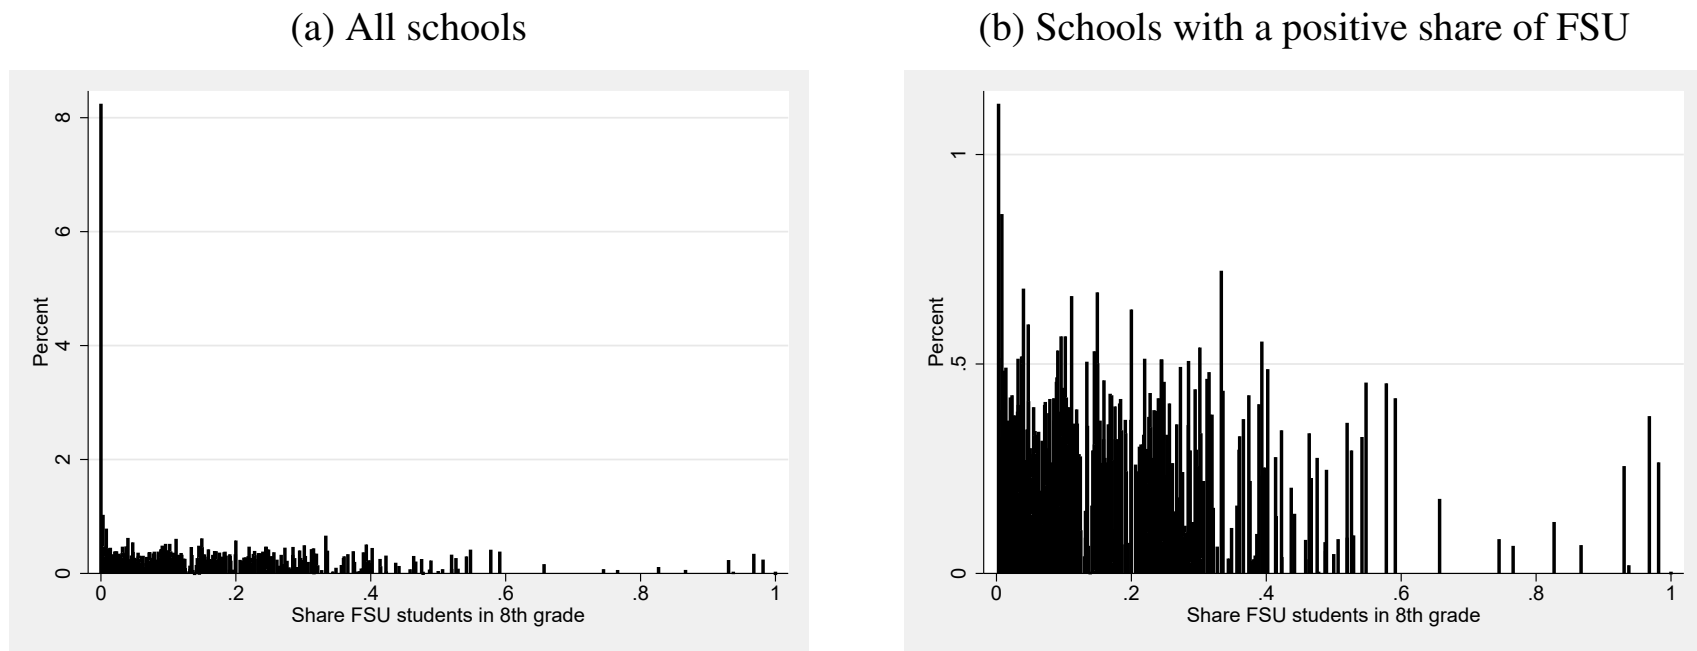 (a) All schools
Percent
8
6
4
2
0
0 .2 .4 .6 .8 1
Share FSU students in 8th grade
(b) Schools with a positive share of FSU
Percent
1
.5
0
0 .2 .4 .6 .8 1
Share FSU students in 8th grade